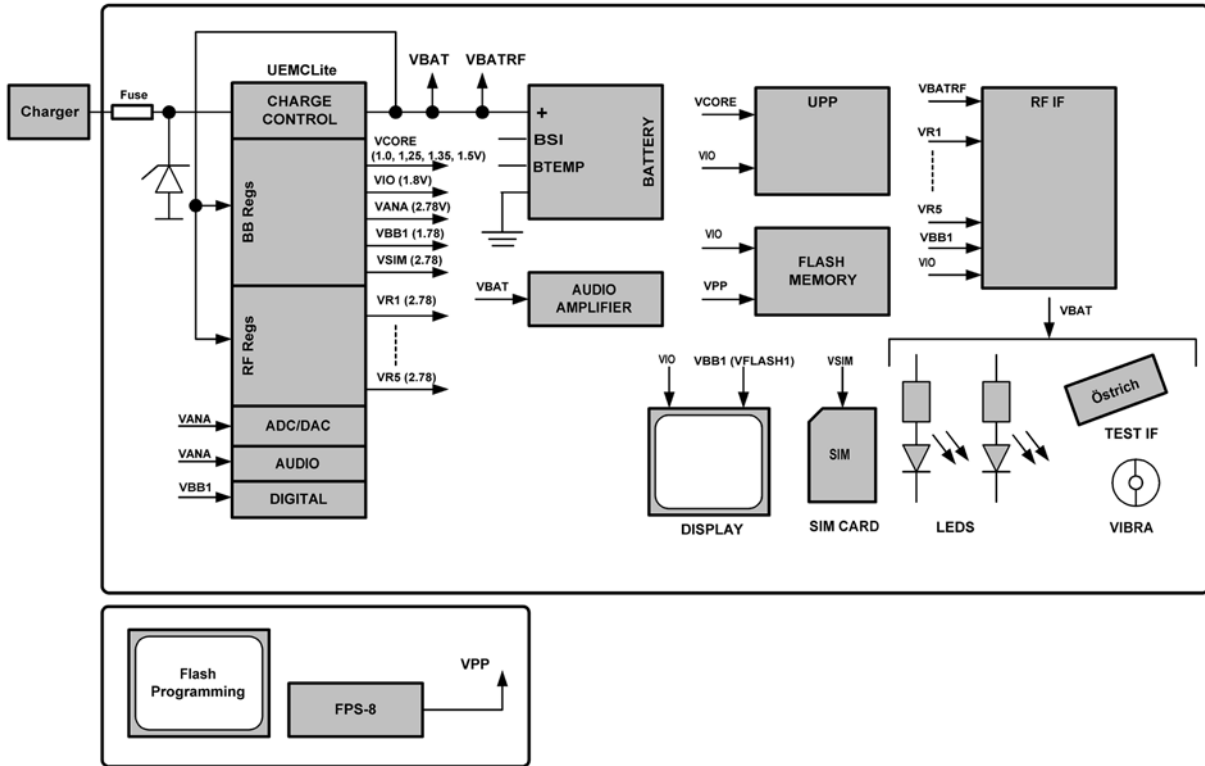 Charger
Fuse
UEMCLite
CHARGE
CONTROL
BB Regs
RF Regs
ADC/DAC
AUDIO
DIGITAL
VANA
VANA
VBB1
VBAT
VBATRF
VCORE
(1.0, 1,25, 1.35, 1.5V)
VIO (1.8V)
VANA (2.78V)
VBB1 (1.78)
VSIM (2.78)
VR1 (2.78)
VR5 (2.78)
+
BSI
BTEMP
BATTERY
VBAT
AUDIO
AMPLIFIER
VCORE
VIO
UPP
VIO
VPP
FLASH
MEMORY
VBATRF
VR1
VR5
VBB1
VIO
RF IF
VBAT
VIO
VBB1 (VFLASH1)
DISPLAY
VSIM
SIM
SIM CARD
LEDS
Östrich
TEST IF
VIBRA
Flash
Programming
FPS-8
VPP